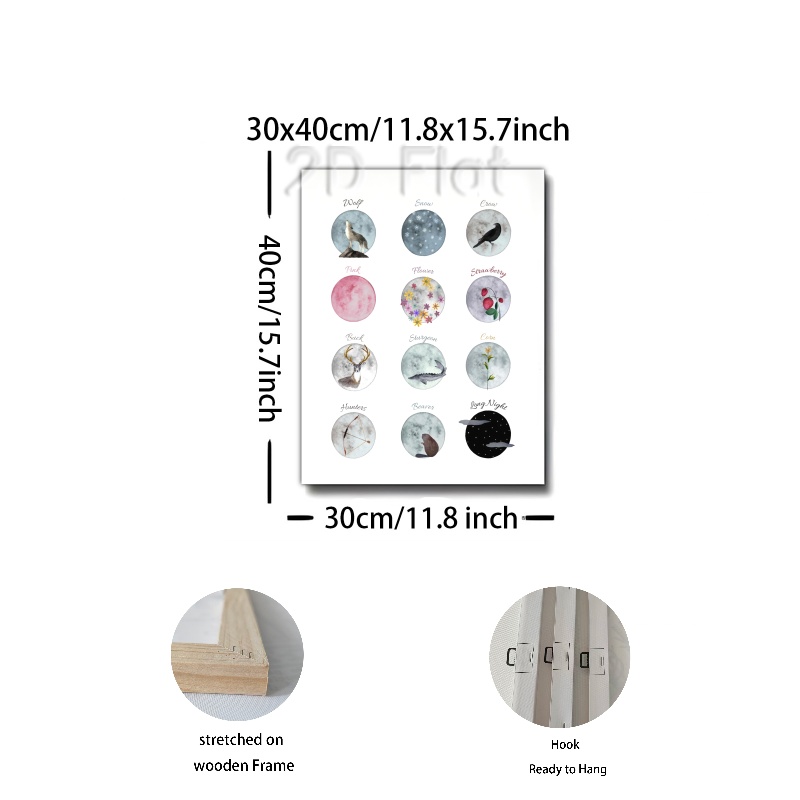 30x40cm/11.8x15.7inch
2D Flat
40cm/15.7inch
Wolf
Snow
Crow
Pink
Flower
Strawberry
Buck
Sturgeon
Corn
Hunters
Beaver
Long Night
30cm/11.8 inch
stretched on
wooden Frame
Hook
Ready to Hang